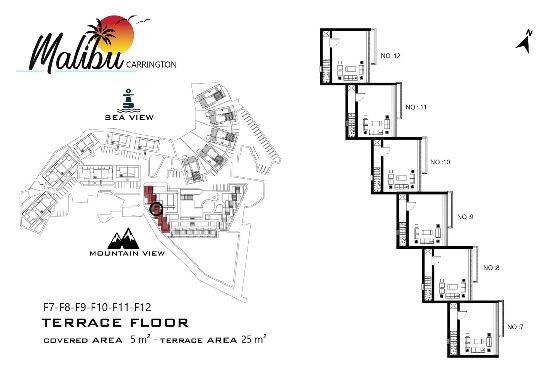 Malibu
CARRINGTON
SEA VIEW
F
MOUNTAIN VIEW
F7-F8-F9-F10-F11-F12
TERRACE FLOOR
COVERED AREA 5 m² - TERRACE AREA 25 m²
N
NO :12
NO : 11
NO :10
NO :9
NO :8
NO :7